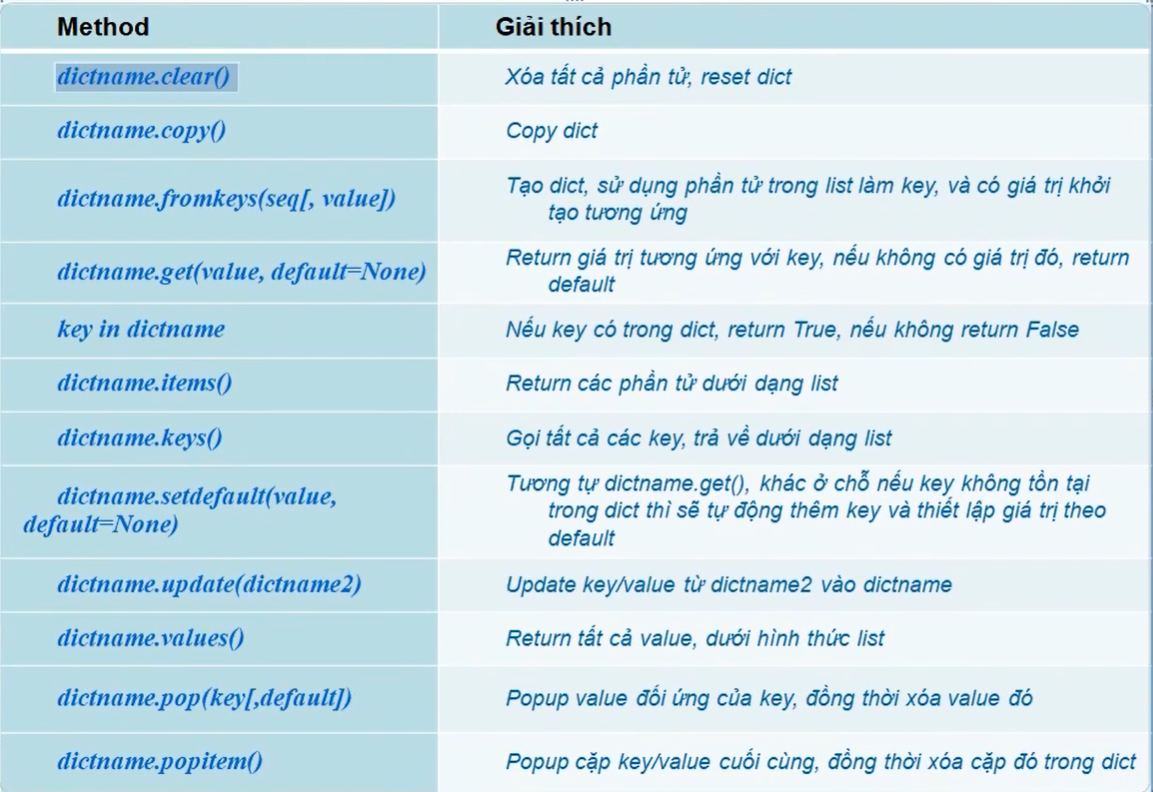 Method
Giải thích
dictname.clear()
Xóa tất cả phần tử, reset dict
dictname.copy()
Copy dict
dictname.fromkeys(seq[, value])
Tạo dict, sử dụng phần tử trong list làm key, và có giá trị khởi
tạo tương ứng
dictname.get(value, default=None)
Return giá trị tương ứng với key, nếu không có giá trị đó, return
default
key in dictname
Nếu key có trong dict, return True, nếu không return False
dictname.items()
Return các phần tử dưới dạng list
dictname.keys()
Gọi tất cả các key, trả về dưới dạng list
dictname.setdefault(value,
default=None)
Tương tự dictname.get(), khác ở chỗ nếu key không tồn tại
trong dict thì sẽ tự động thêm key và thiết lập giá trị theo
default
dictname.update(dictname2)
Update key/value từ dictname2 vào dictname
dictname.values()
Return tất cả value, dưới hình thức list
dictname.pop(key[,default])
Popup value đối ứng của key, đồng thời xóa value đó
dictname.popitem()
Popup cặp key/value cuối cùng, đồng thời xóa cặp đó trong dict